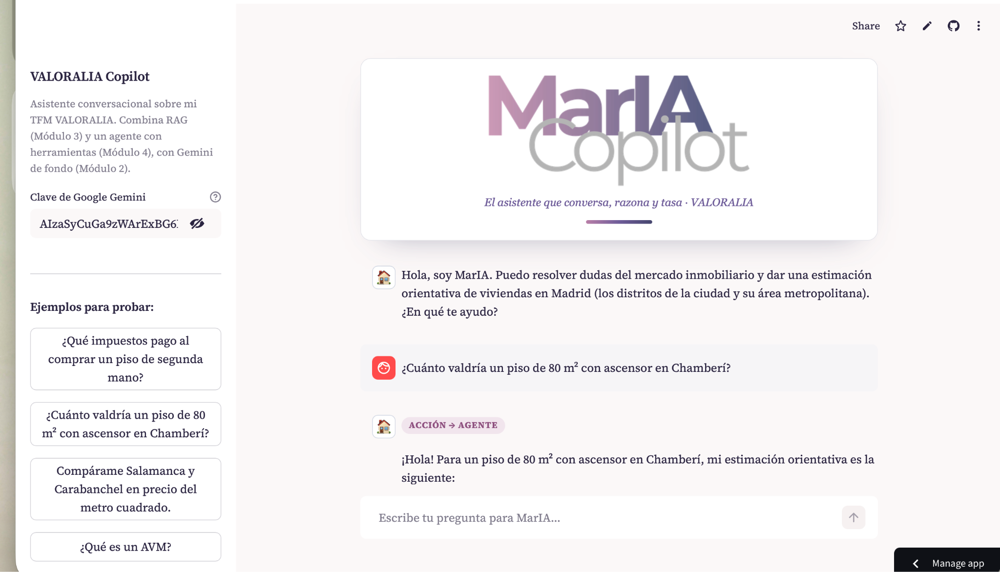 Share
VALORALIA Copilot
Asistente conversacional sobre mi
TFM VALORALIA. Combina RAG
(Módulo 3) y un agente con
herramientas (Módulo 4), con Gemini
de fondo (Módulo 2).
Clave de Google Gemini
AIzaSyCuGa9zWArExBG6
Ejemplos para probar:
¿Qué impuestos pago al
comprar un piso de segunda
mano?
¿Cuánto valdría un piso de 80
m² con ascensor en Chamberí?
Compárame Salamanca y
Carabanchel en precio del
metro cuadrado.
¿Qué es un AVM?
MarIA
Copilot
El asistente que conversa, razona y tasa · VALORALIA
Hola, soy MarIA. Puedo resolver dudas del mercado inmobiliario y dar una estimación
orientativa de viviendas en Madrid (los distritos de la ciudad y su área metropolitana).
¿En qué te ayudo?
¿Cuánto valdría un piso de 80 m² con ascensor en Chamberí?
ACCIÓN → AGENTE
¡Hola! Para un piso de 80 m² con ascensor en Chamberí, mi estimación orientativa es la
siguiente:
Escribe tu pregunta para MarIA...
Manage app